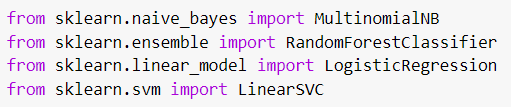 from sklearn.naive_bayes import MultinomialNB
from sklearn.ensemble import RandomForestClassifier
from sklearn.linear_model import LogisticRegression
from sklearn.svm import LinearSVC